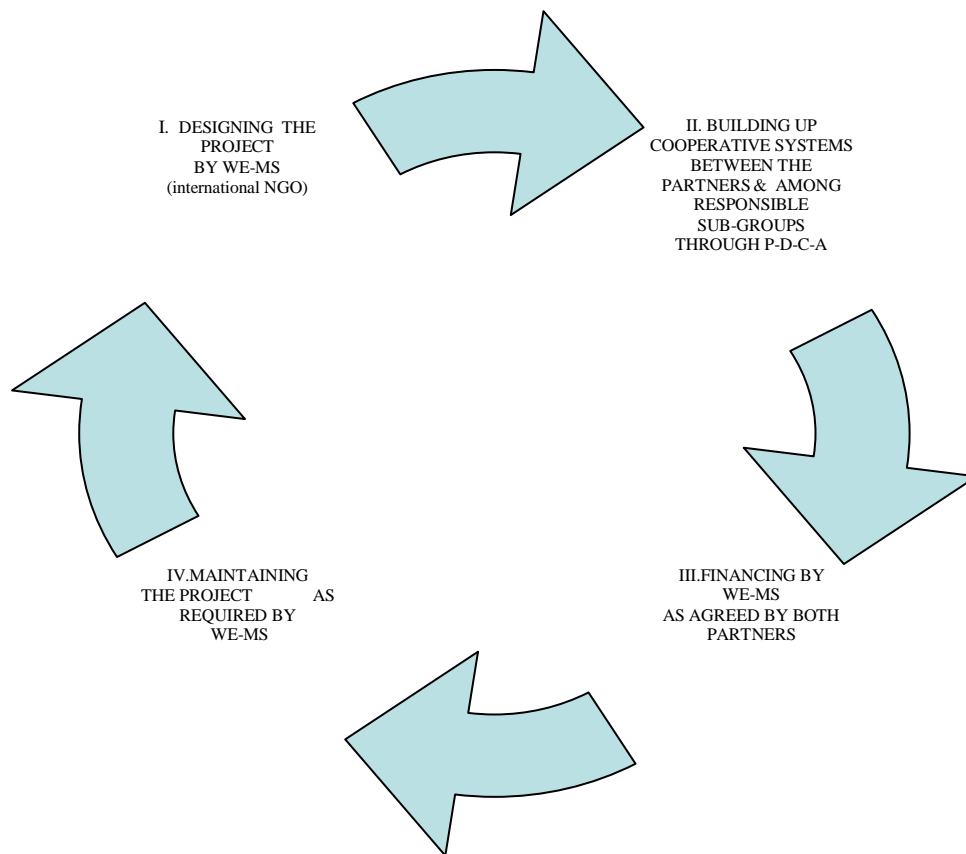 I. DESIGNING THE
PROJECT
BY WE-MS
(international NGO)
II. BUILDING UP
COOPERATIVE SYSTEMS
BETWEEN THE
PARTNERS & AMONG
RESPONSIBLE
SUB-GROUPS
THROUGH P-D-C-A
III.FINANCING BY
WE-MS
AS AGREED BY BOTH
PARTNERS
IV.MAINTAINING
THE PROJECT AS
REQUIRED BY
WE-MS